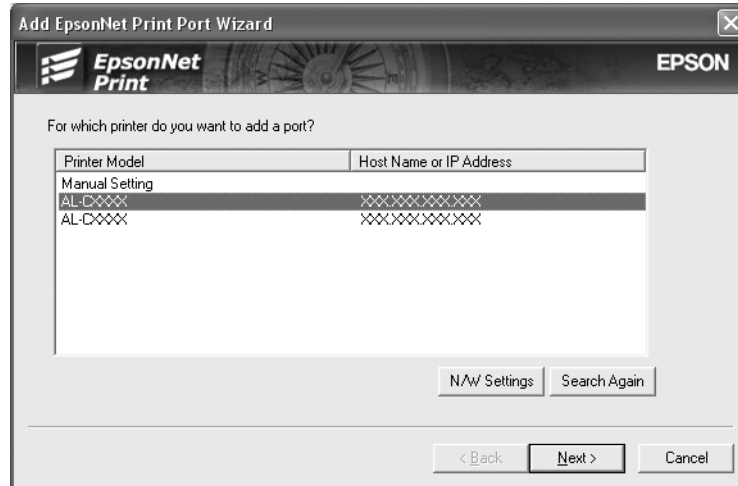 Add EpsonNet Print Port Wizard
EpsonNet
Print
EPSON
For which printer do you want to add a port?
Printer Model Host Name or IP Address
Manual Setting
AL-CXXXX XXX.XXX.XXX.XXX
AL-CXXXX XXX.XXX.XXX.XXX
N/W Settings Search Again
< Back Next > Cancel